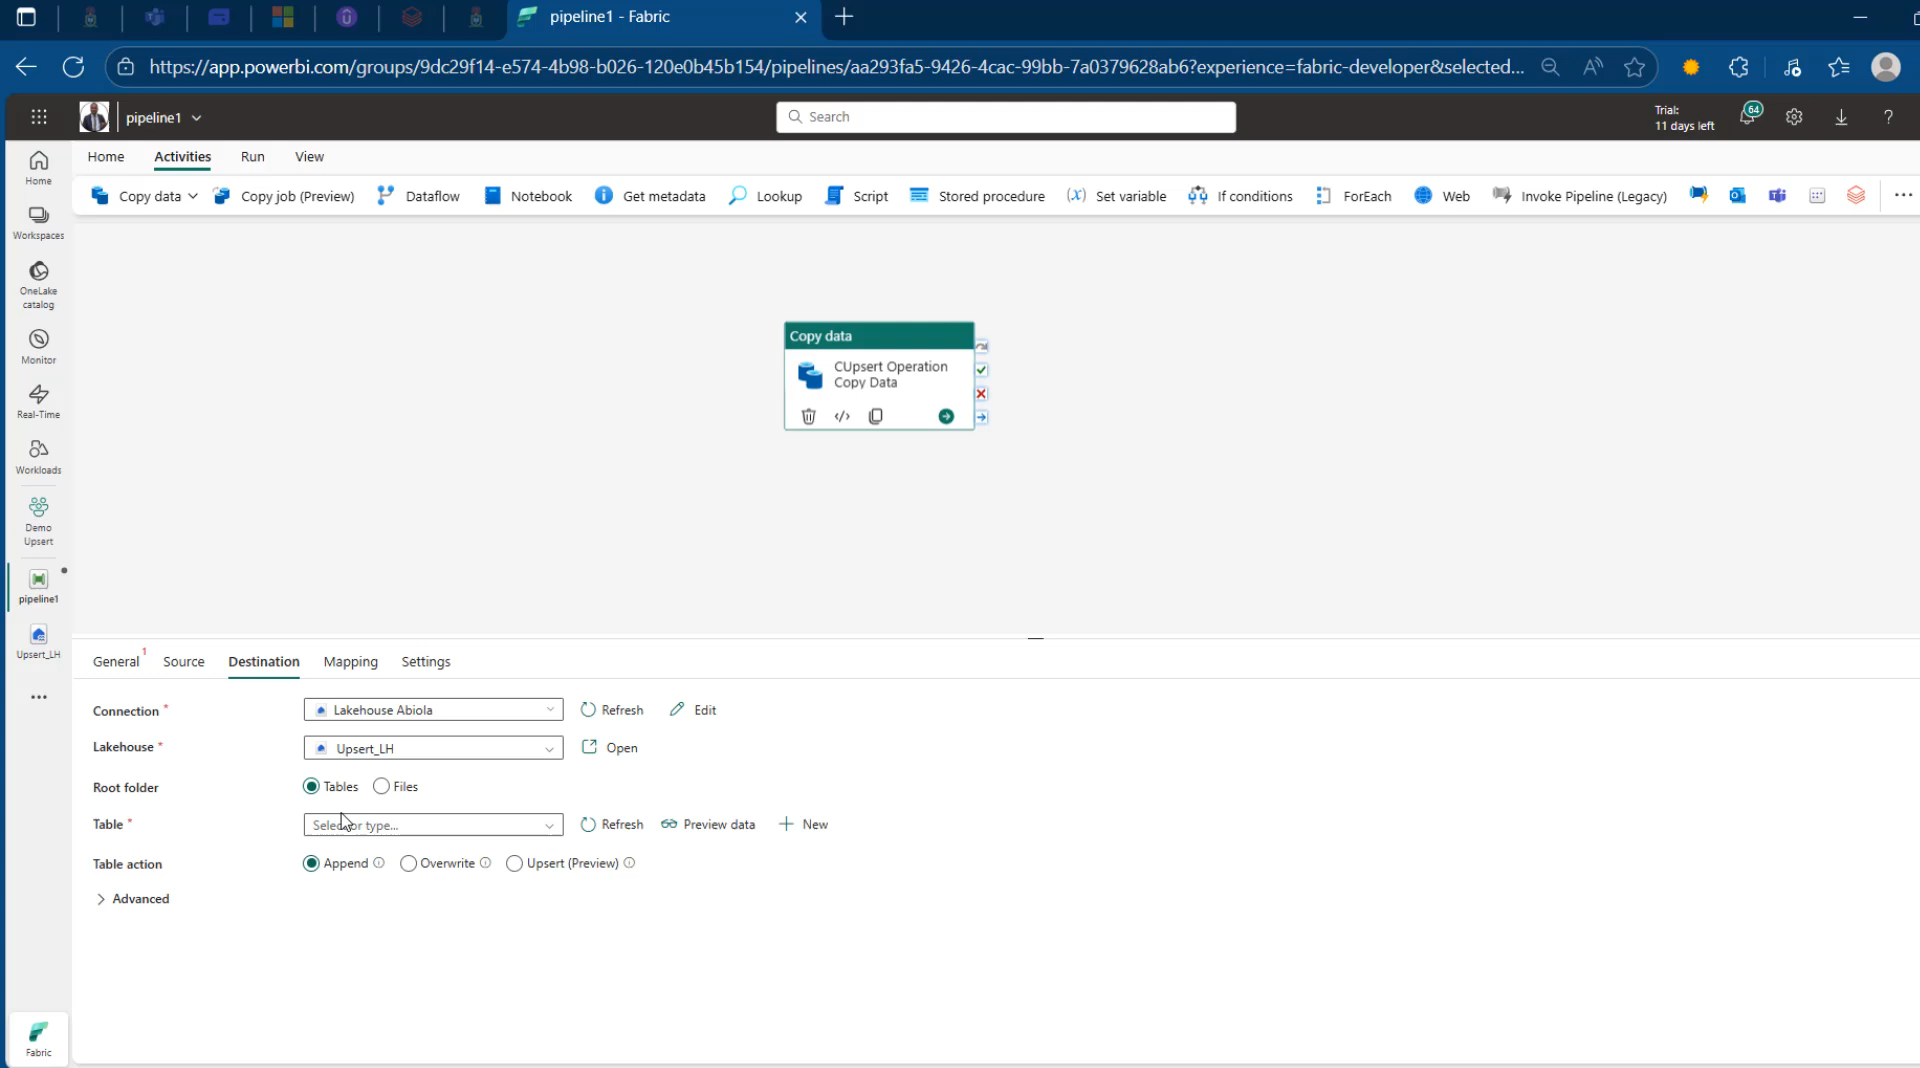 pipeline1 - Fabric
https://app.powerbi.com/groups/9dc29f14-e574-4b98-b026-120e0b45b154/pipelines/aa293fa5-9426-4cac-99bb-7a0379628ab6?experience=fabric-developer&selected...
pipeline1
Search
Trial:
11 days left
64
Home Activities Run View
Copy data Copy job (Preview) Dataflow Notebook Get metadata Lookup Script Stored procedure Set variable If conditions ForEach Web Invoke Pipeline (Legacy)
Home
Workspaces
OneLake
catalog
Monitor
Real-Time
Workloads
Demo
Upsert
pipeline1
Upsert_LH
Fabric
Copy data
CUpsert Operation
Copy Data
General 1 Source Destination Mapping Settings
Connection * Lakehouse Abiola Refresh Edit
Lakehouse * Upsert_LH Open
Root folder Tables Files
Table * Select or type... Refresh Preview data New
Table action Append Overwrite Upsert (Preview)
Advanced